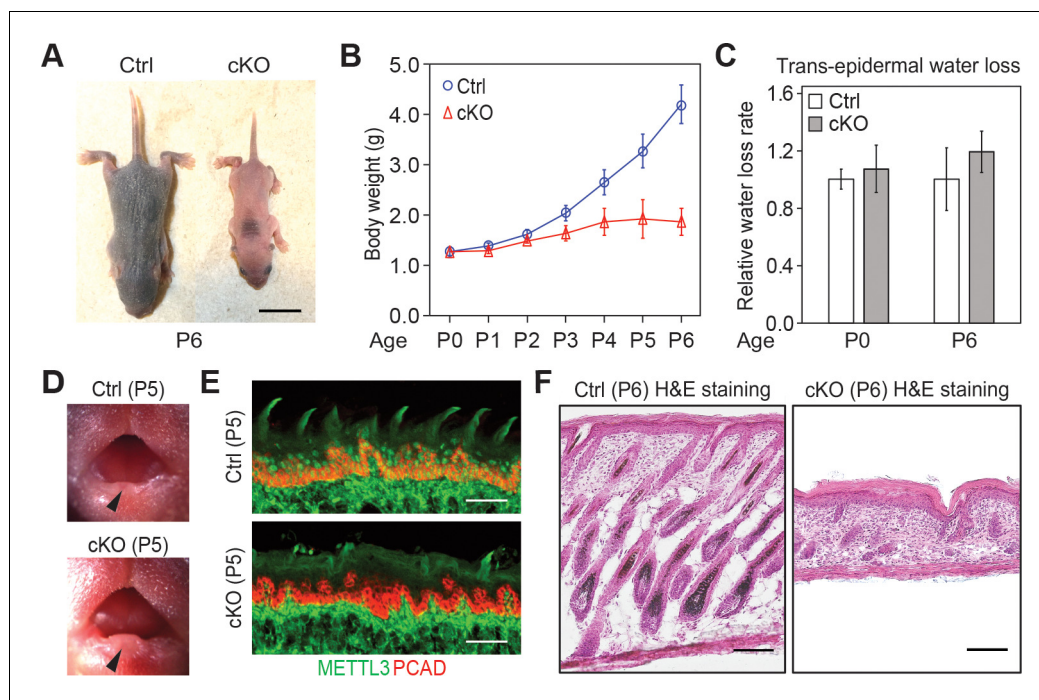 A
Ctrl
cKO
P6
B
5.0
4.0
3.0
2.0
1.0
0.0
Body weight (g)
Ctrl
cKO
Age P0 P1 P2 P3 P4 P5 P6
C
Trans-epidermal water loss
1.6
1.2
0.8
0.4
0.0
Relative water loss rate
Ctrl
cKO
Age P0 P6
D
Ctrl (P5)
cKO (P5)
E
Ctrl (P5)
cKO (P5)
METTL3 PCAD
F
Ctrl (P6) H&E staining
cKO (P6) H&E staining